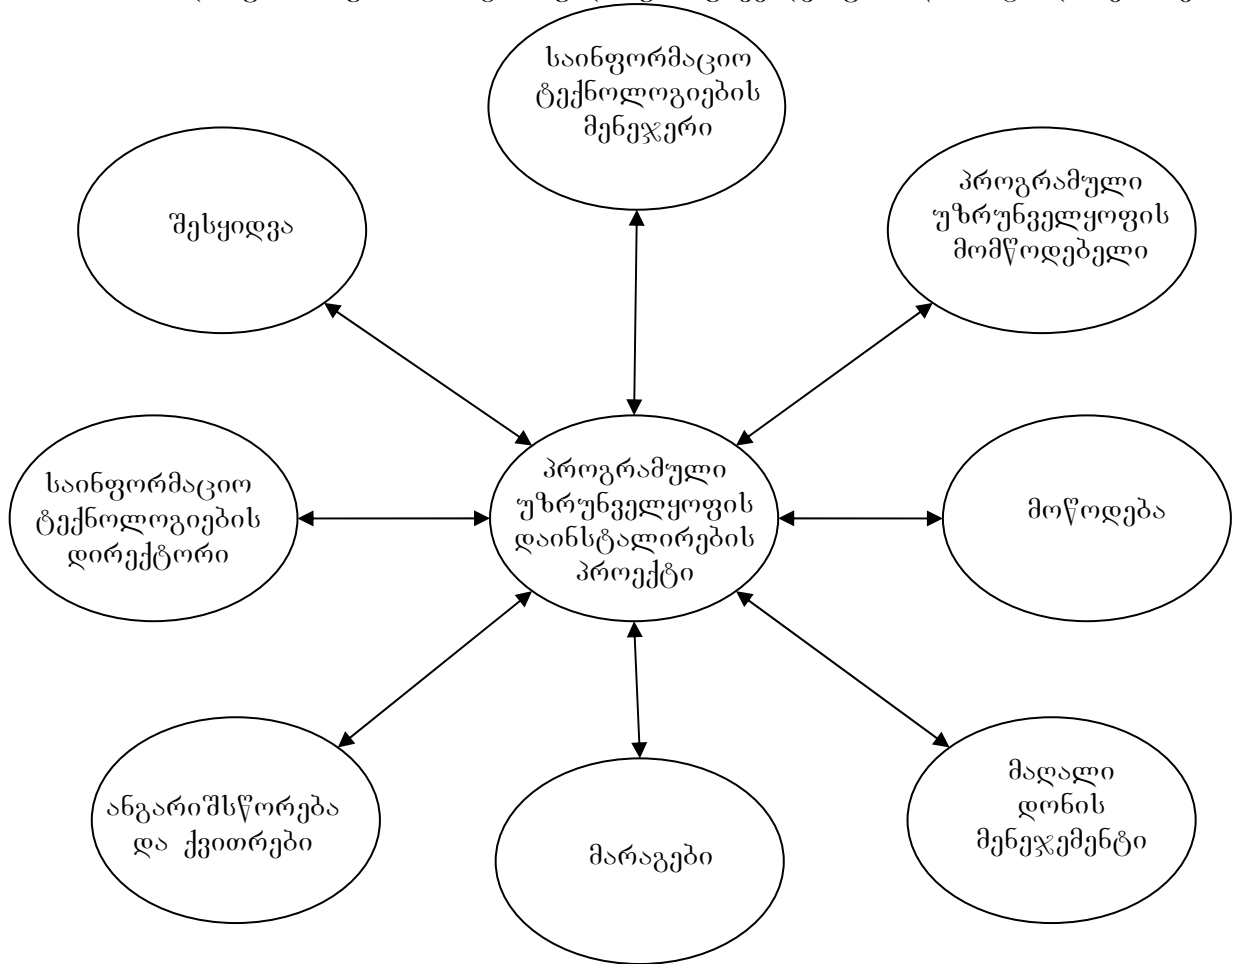 საინფორმაციო
ტექნოლოგიების
მენეჯერი
შესყიდვა
პროგრამული
უზრუნველყოფის
მომწოდებელი
საინფორმაციო
ტექნოლოგიების
დირექტორი
პროგრამული
უზრუნველყოფის
დაინსტალირების
პროექტი
მოწოდება
ანგარიშსწორება
და ქვითრები
მარაგები
მაღალი
დონის
მენეჯემენტი